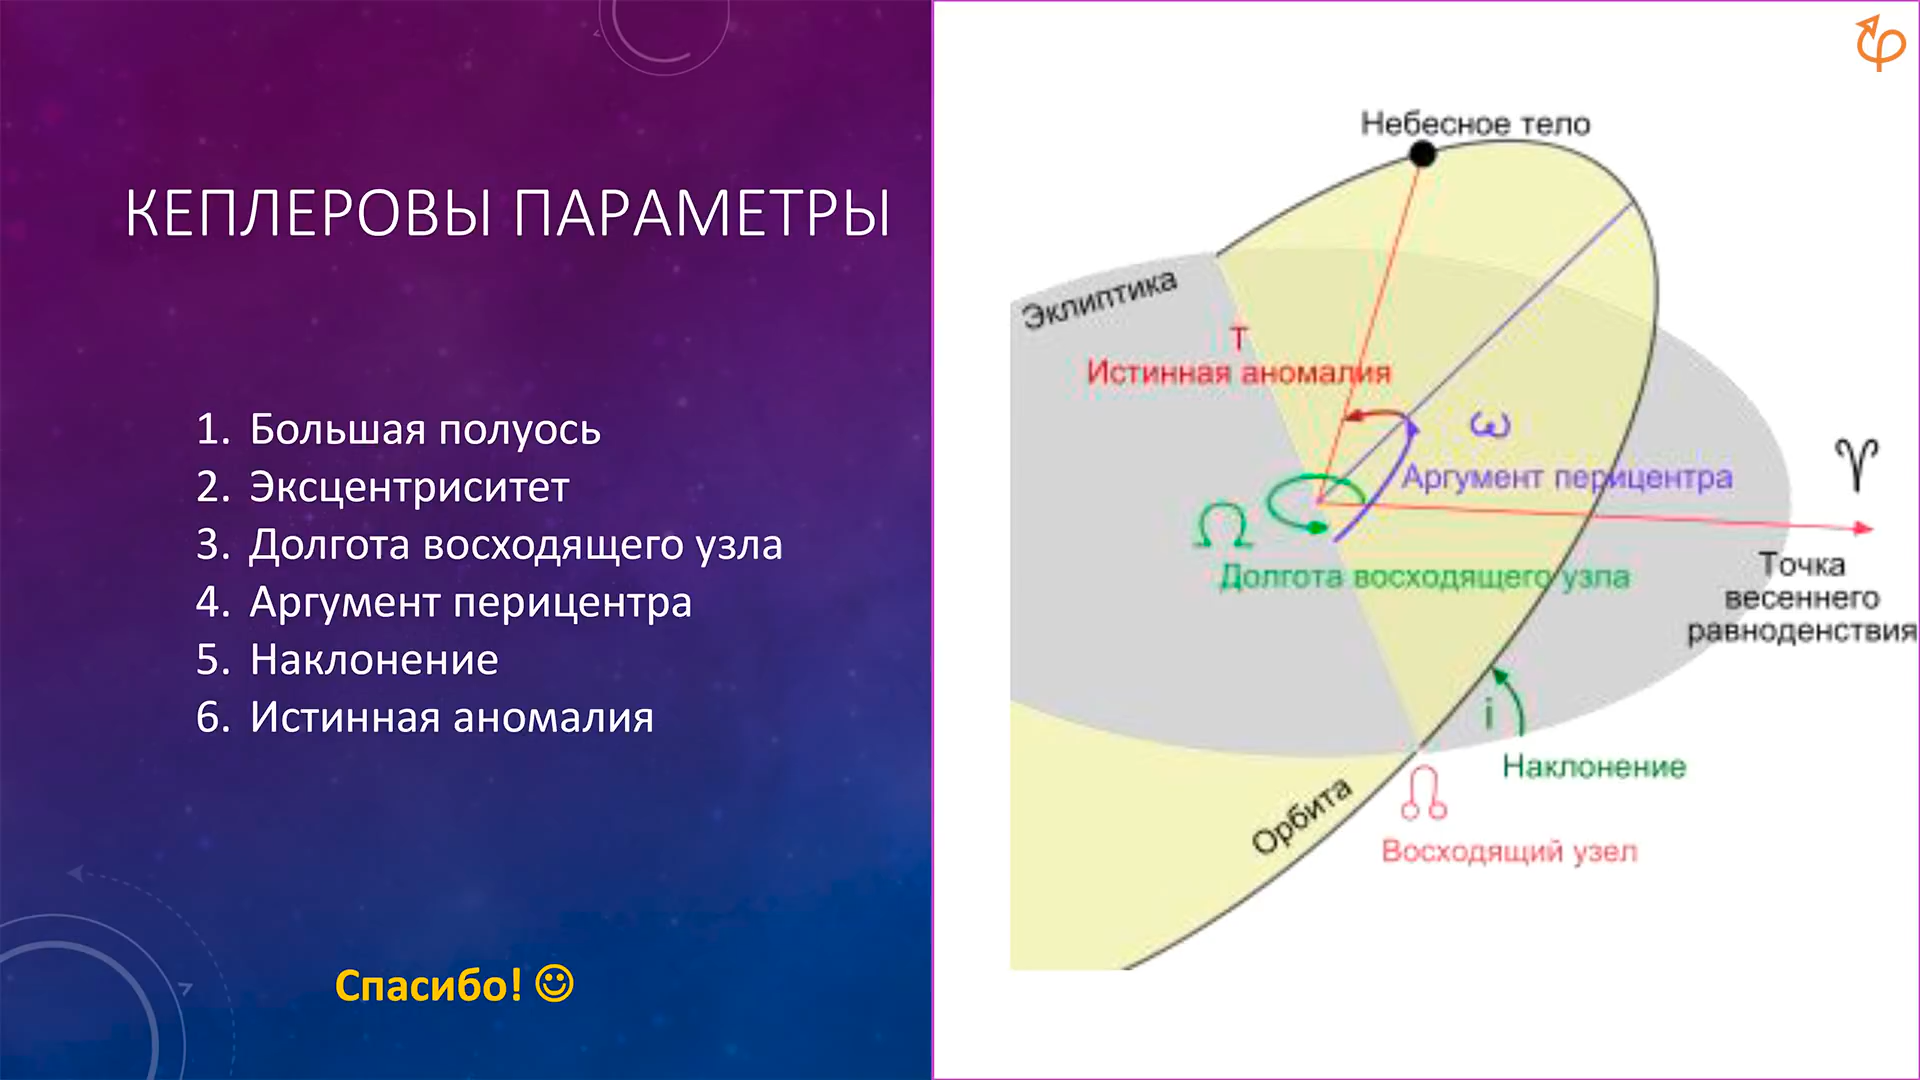 КЕПЛЕРОВЫ ПАРАМЕТРЫ
1. Большая полуось
2. Эксцентриситет
3. Долгота восходящего узла
4. Аргумент перицентра
5. Наклонение
6. Истинная аномалия
Спасибо! ☺
Небесное тело
Эклиптика
T
Истинная аномалия
ω
Аргумент перицентра
♈
Ω
Долгота восходящего узла
Точка
весеннего
равноденствия
i
Наклонение
☊
Восходящий узел
Орбита